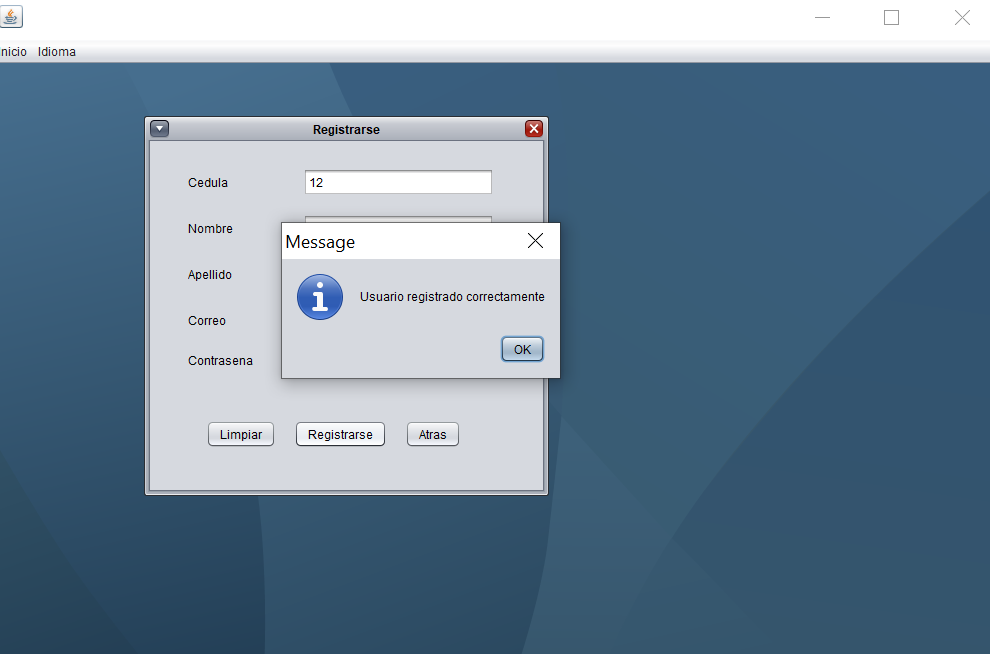 nicio Idioma
Registrarse
Cedula 12
Nombre
Message
Apellido
Usuario registrado correctamente
Correo
OK
Contrasena
Limpiar Registrarse Atras